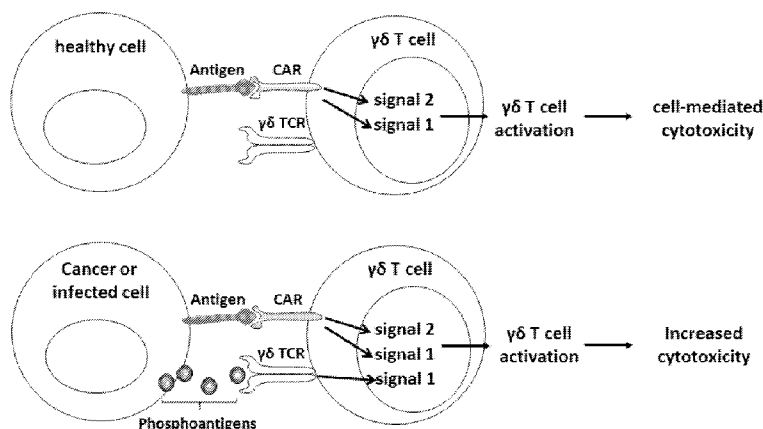 healthy cell
Antigen
CAR
γδ TCR
γδ T cell
signal 2
signal 1
γδ T cell
activation
cell-mediated
cytotoxicity
Cancer or
infected cell
Antigen
CAR
γδ TCR
Phosphoantigens
γδ T cell
signal 2
signal 1
signal 1
γδ T cell
activation
Increased
cytotoxicity